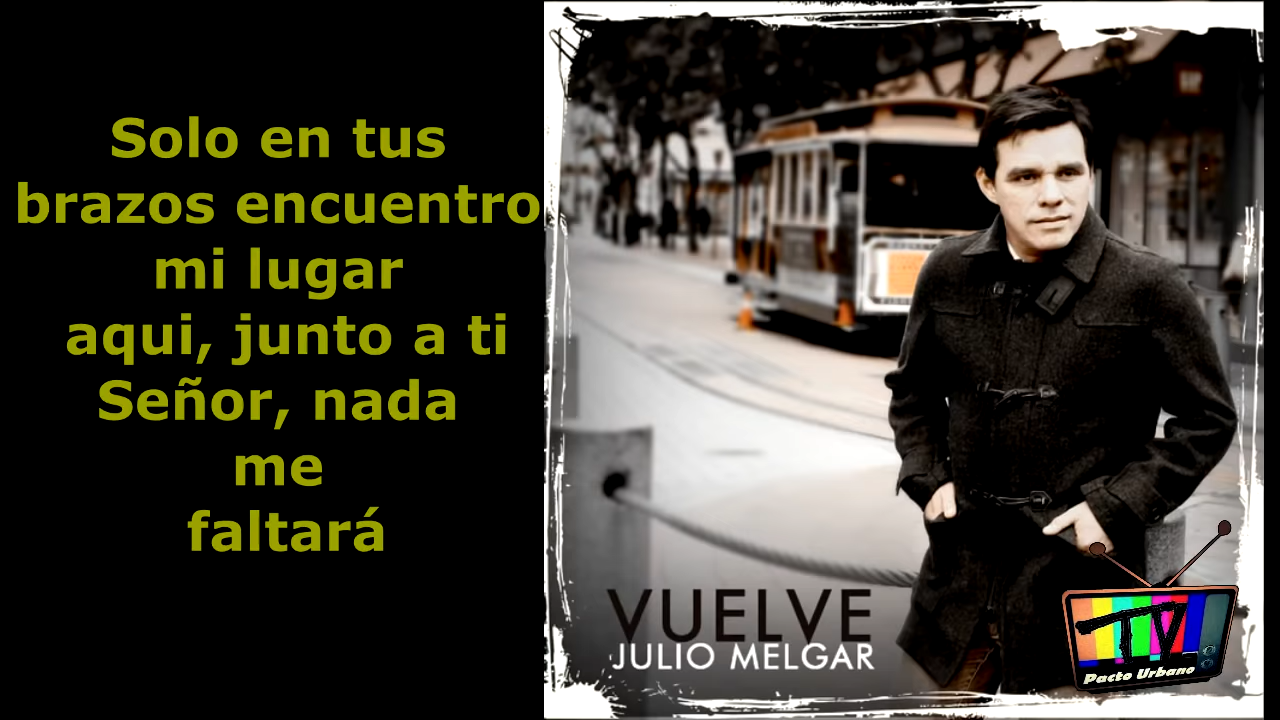 Solo en tus
brazos encuentro
mi lugar
aqui, junto a ti
Señor, nada
me
faltará
VUELVE
JULIO MELGAR
TV
Pacto Urbano